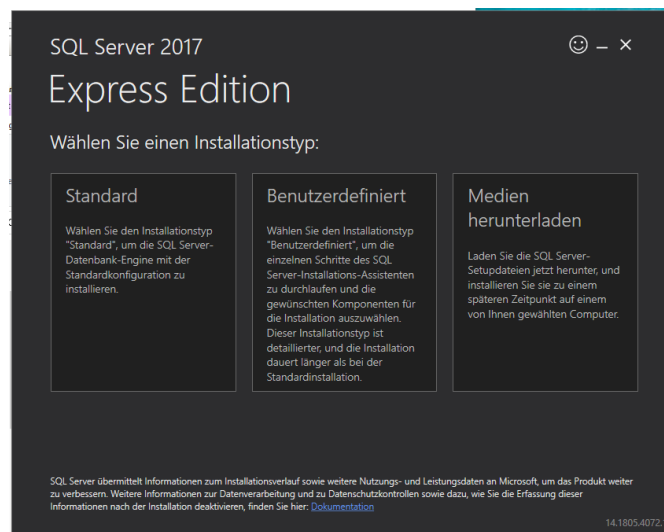 SQL Server 2017
Express Edition
Wählen Sie einen Installationstyp:
Standard
Wählen Sie den Installationstyp
"Standard", um die SQL Server-
Datenbank-Engine mit der
Standardkonfiguration zu
installieren.
Benutzerdefiniert
Wählen Sie den Installationstyp
"Benutzerdefiniert", um die
einzelnen Schritte des SQL
Server-Installations-Assistenten
zu durchlaufen und die
gewünschten Komponenten für
die Installation auszuwählen.
Dieser Installationstyp ist
detaillierter, und die Installation
dauert länger als bei der
Standardinstallation.
Medien
herunterladen
Laden Sie die SQL Server-
Setupdateien jetzt herunter, und
installieren Sie sie zu einem
späteren Zeitpunkt auf einem
von Ihnen gewählten Computer.
SQL Server übermittelt Informationen zum Installationsverlauf sowie weitere Nutzungs- und Leistungsdaten an Microsoft, um das Produkt weiter
zu verbessern. Weitere Informationen zur Datenverarbeitung und zu Datenschutzkontrollen sowie dazu, wie Sie die Erfassung dieser
Informationen nach der Installation deaktivieren, finden Sie hier: Dokumentation
14.1805.4072.